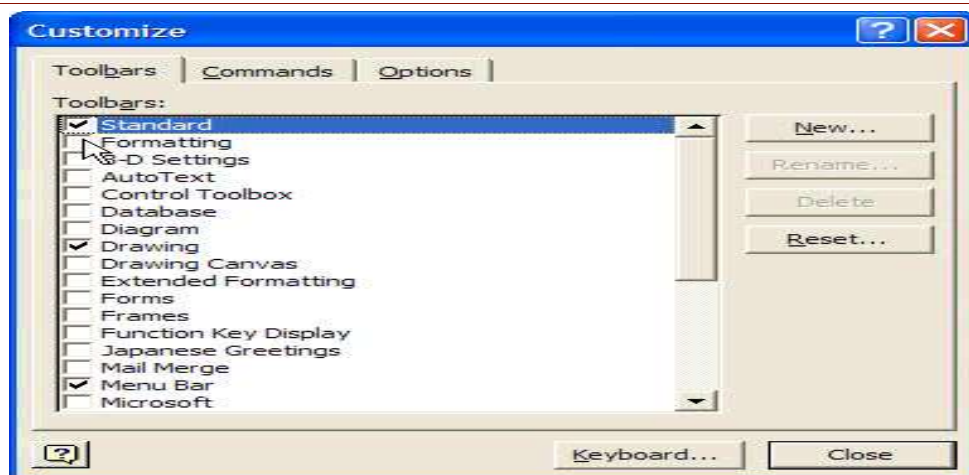 Customize
Toolbars Commands Options
Toolbars:
Standard
Formatting
3-D Settings
AutoText
Control Toolbox
Database
Diagram
Drawing
Drawing Canvas
Extended Formatting
Forms
Frames
Function Key Display
Japanese Greetings
Mail Merge
Menu Bar
Microsoft
New...
Rename...
Delete
Reset...
Keyboard...
Close